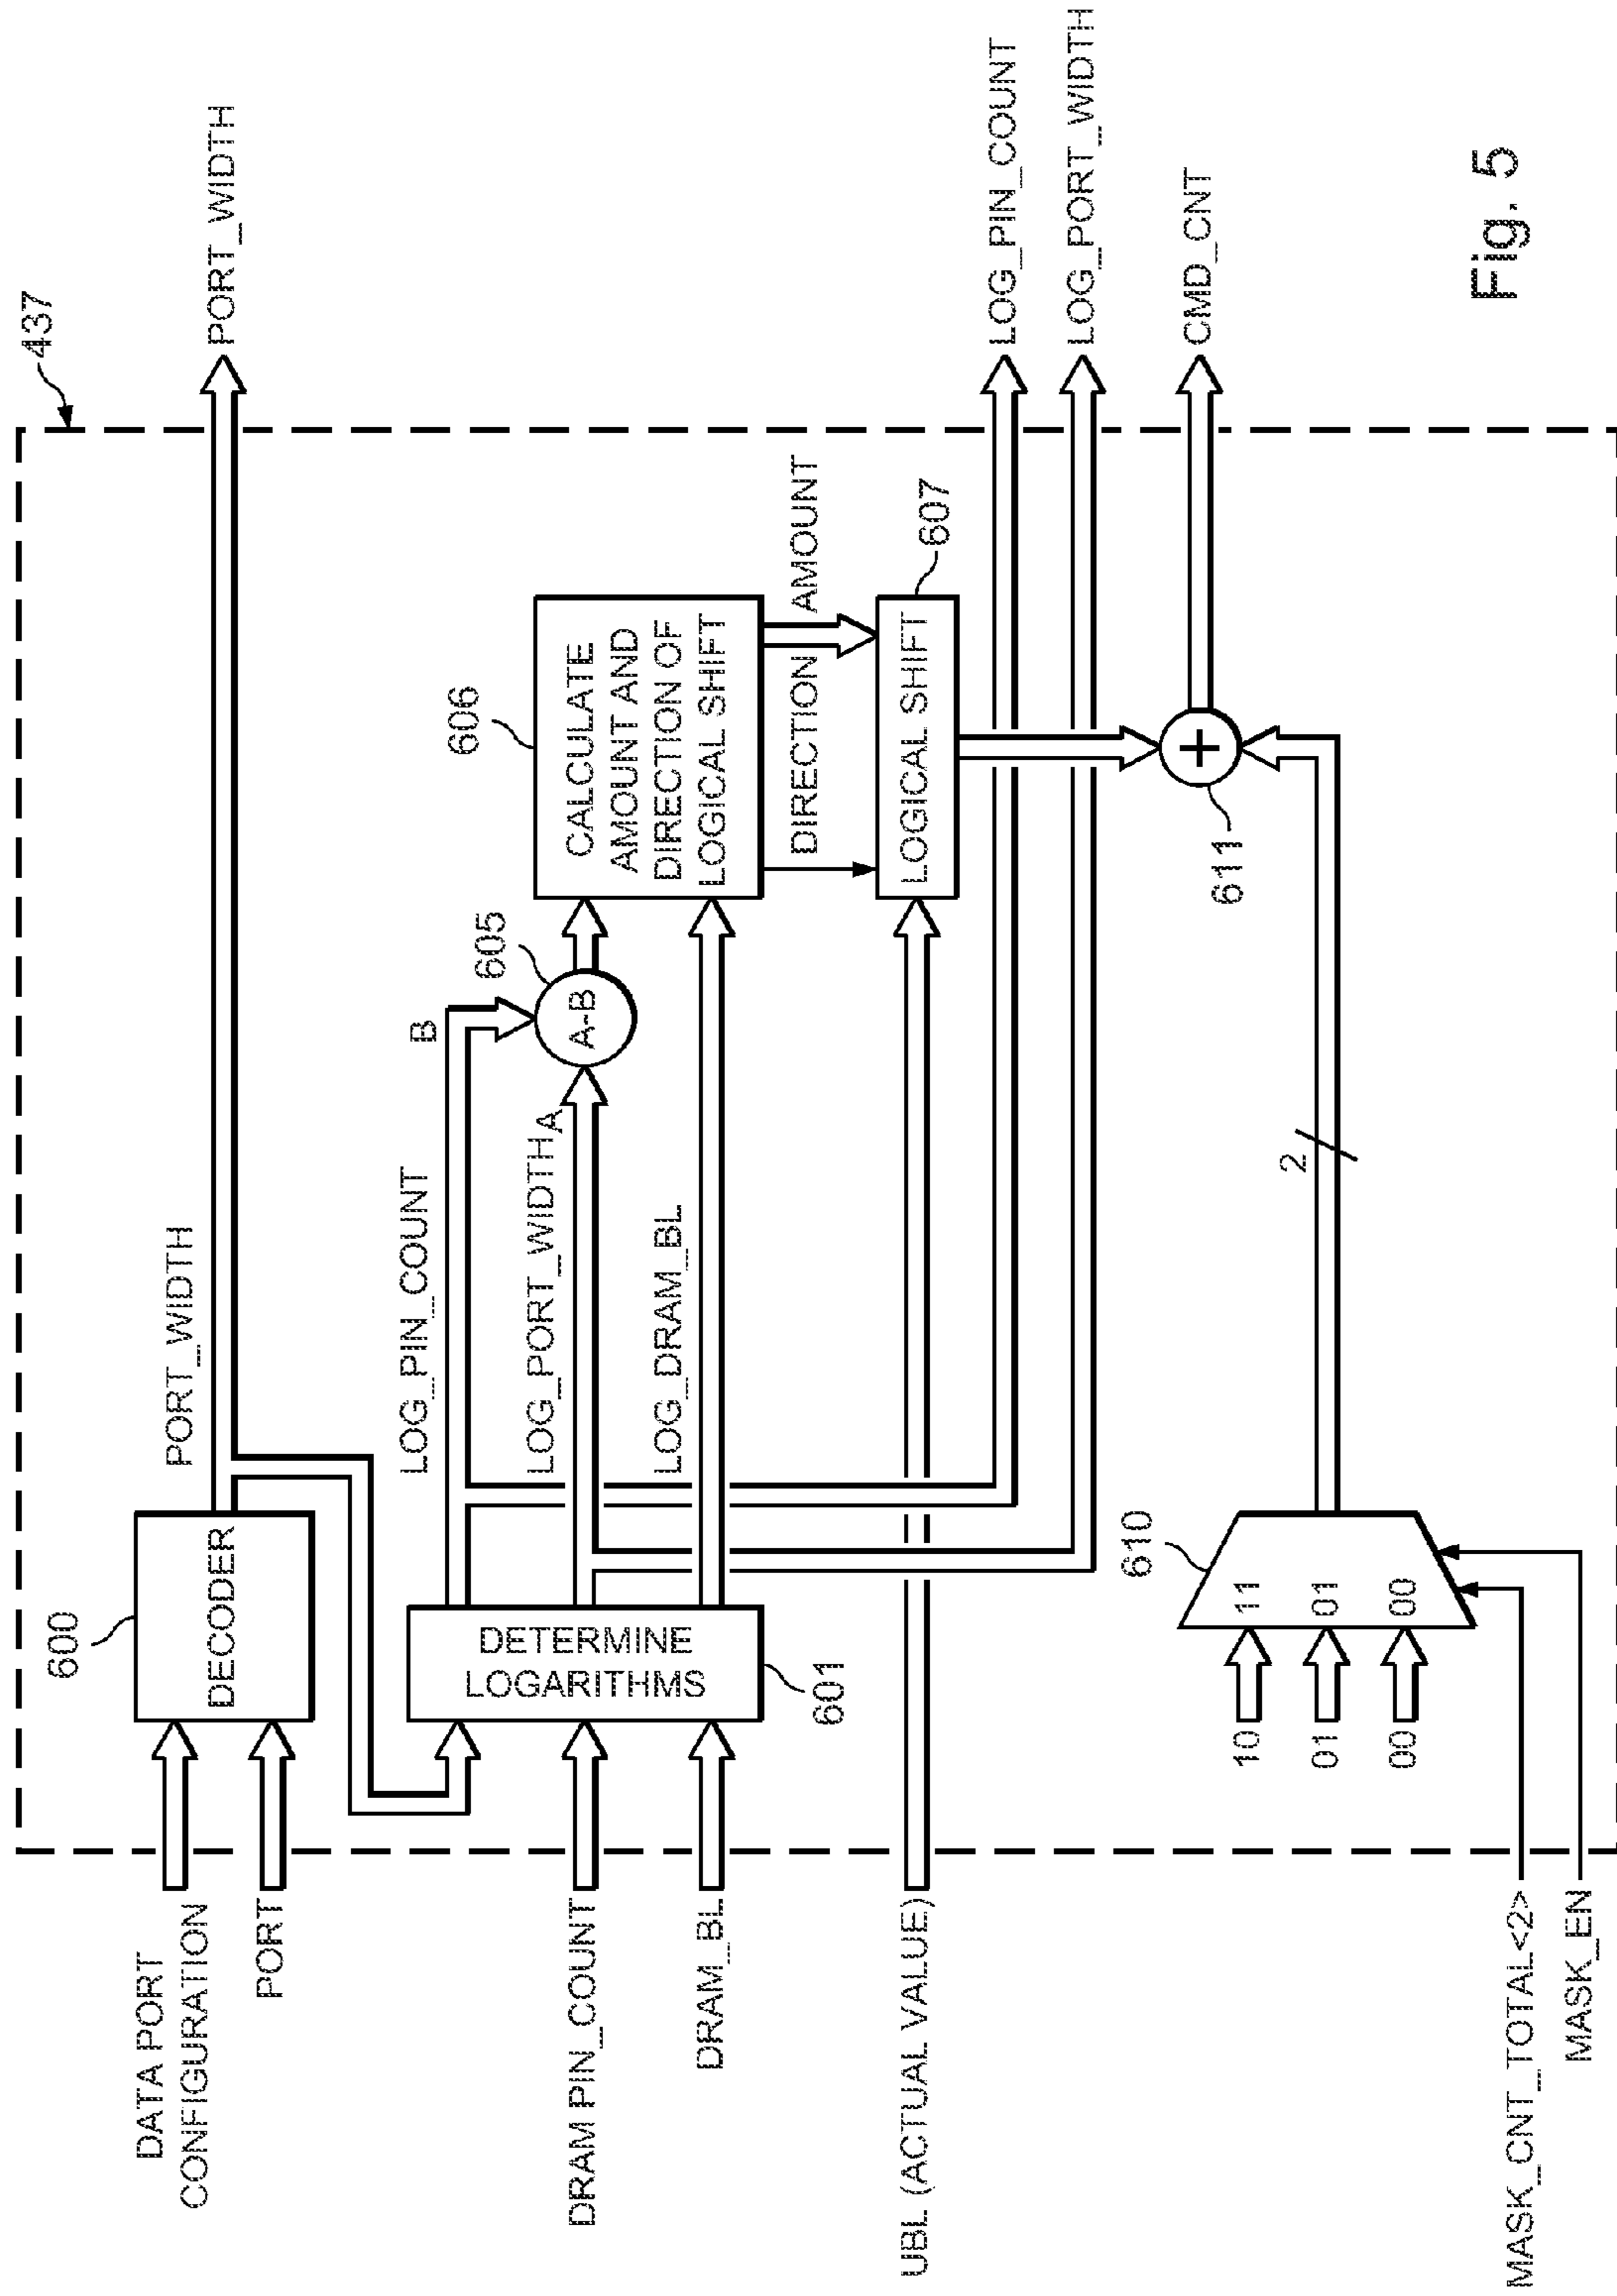 437
600
DECODER
PORT_WIDTH
PORT_WIDTH
DATA PORT
CONFIGURATION
PORT
DRAM PIN_COUNT
DRAM_BL
DETERMINE
LOGARITHMS
601
LOG_PIN_COUNT
B
LOG_PORT_WIDTH
A
LOG_DRAM_BL
605
A-B
606
CALCULATE
AMOUNT AND
DIRECTION OF
LOGICAL SHIFT
DIRECTION
AMOUNT
UBL (ACTUAL VALUE)
LOGICAL SHIFT
607
LOG_PIN_COUNT
LOG_PORT_WIDTH
CMD_CNT
611
+
610
10
11
01
01
00
00
2
MASK_CNT_TOTAL<2>
MASK_EN
Fig. 5